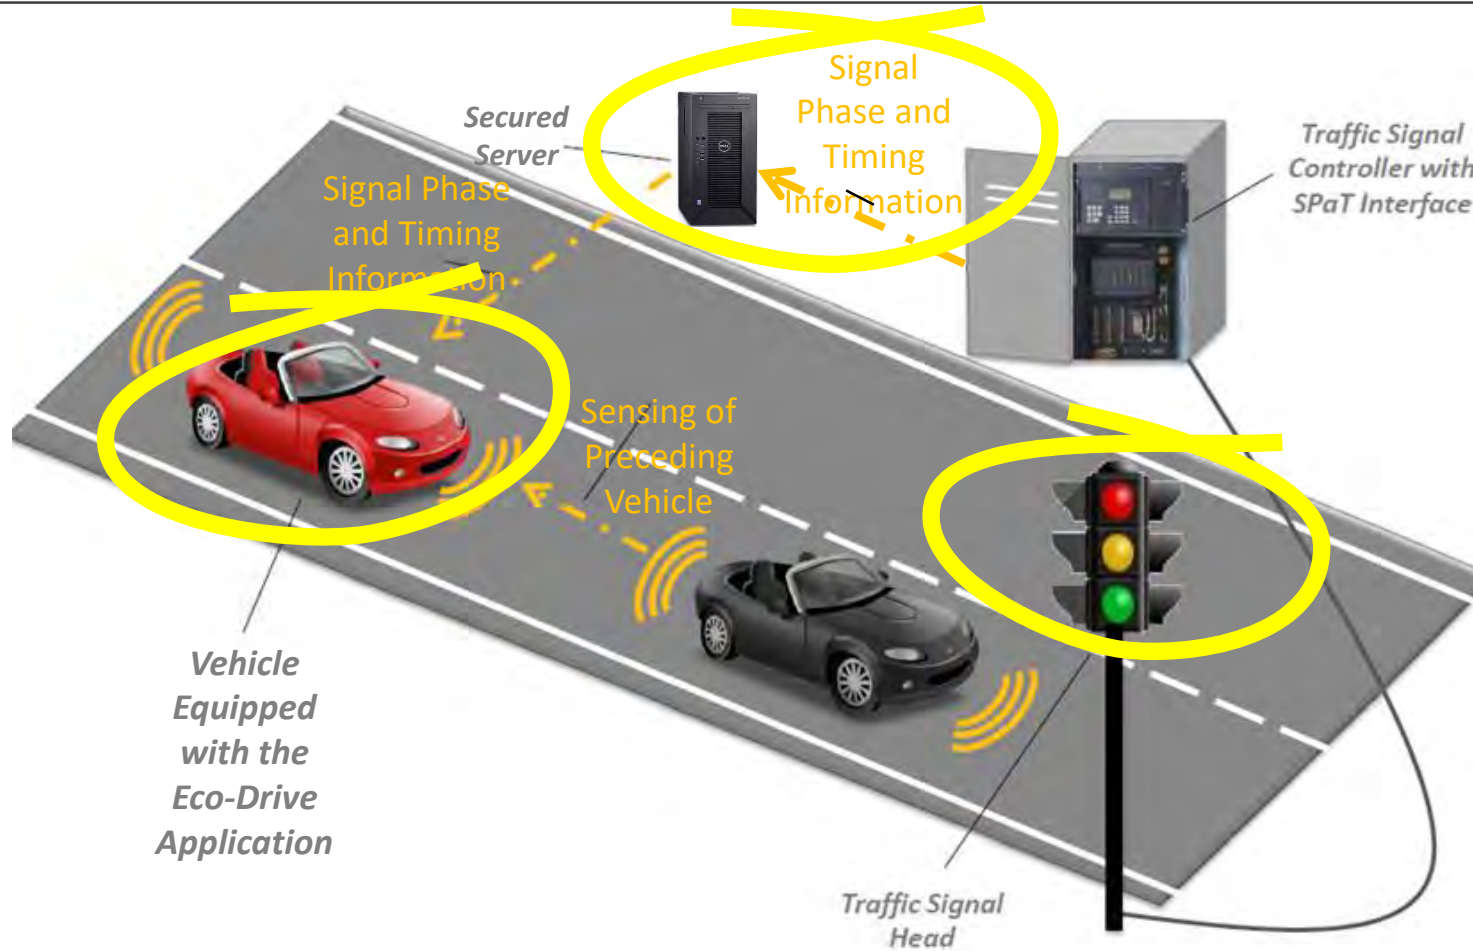 Signal
Phase and
Timing
Information
Secured
Server
Traffic Signal
Controller with
SPaT Interface
Signal Phase
and Timing
Information
Sensing of
Preceding
Vehicle
Vehicle
Equipped
with the
Eco-Drive
Application
Traffic Signal
Head